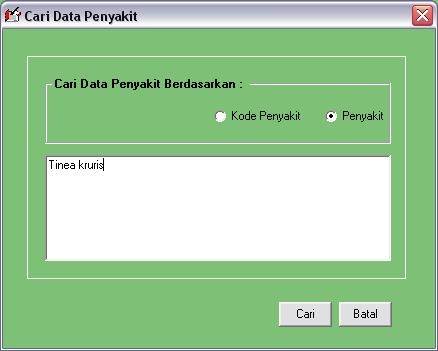 Cari Data Penyakit
Cari Data Penyakit Berdasarkan :
Kode Penyakit Penyakit
Tinea kruris
Cari Batal